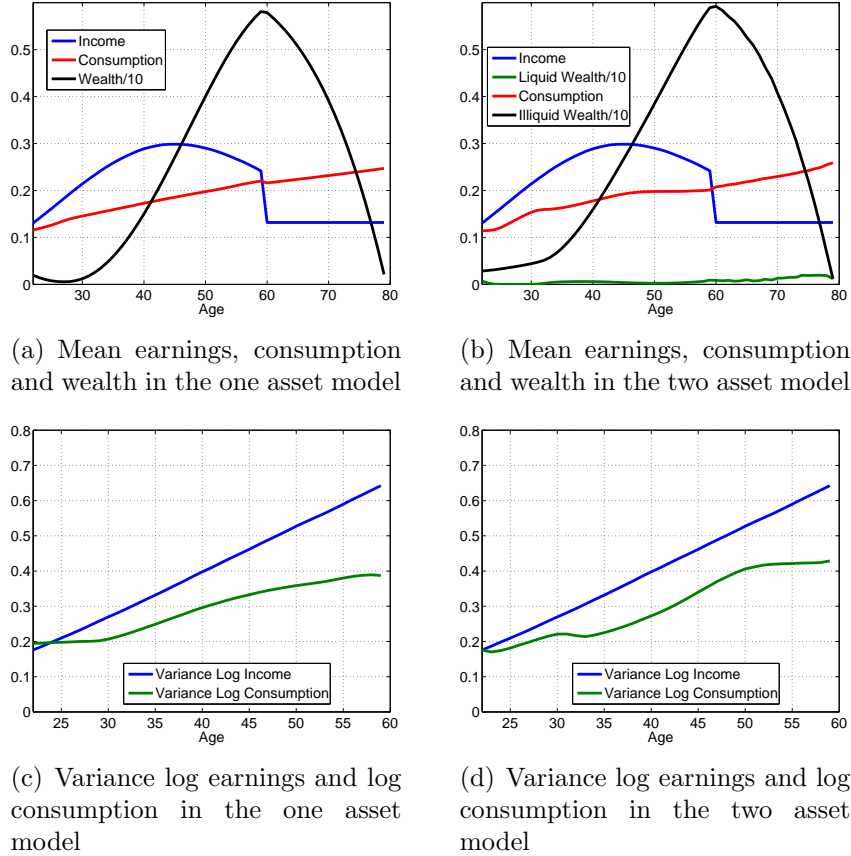 0.5
0.4
0.3
0.2
0.1
0
Income
Consumption
Wealth/10
30 40 50 60 70 80
Age
(a) Mean earnings, consumption
and wealth in the one asset model
0.5
0.4
0.3
0.2
0.1
0
Income
Liquid Wealth/10
Consumption
Illiquid Wealth/10
30 40 50 60 70 80
Age
(b) Mean earnings, consumption
and wealth in the two asset model
0.8
0.7
0.6
0.5
0.4
0.3
0.2
0.1
0
Variance Log Income
Variance Log Consumption
25 30 35 40 45 50 55 60
Age
(c) Variance log earnings and log
consumption in the one asset
model
0.8
0.7
0.6
0.5
0.4
0.3
0.2
0.1
0
Variance Log Income
Variance Log Consumption
25 30 35 40 45 50 55 60
Age
(d) Variance log earnings and log
consumption in the two asset
model